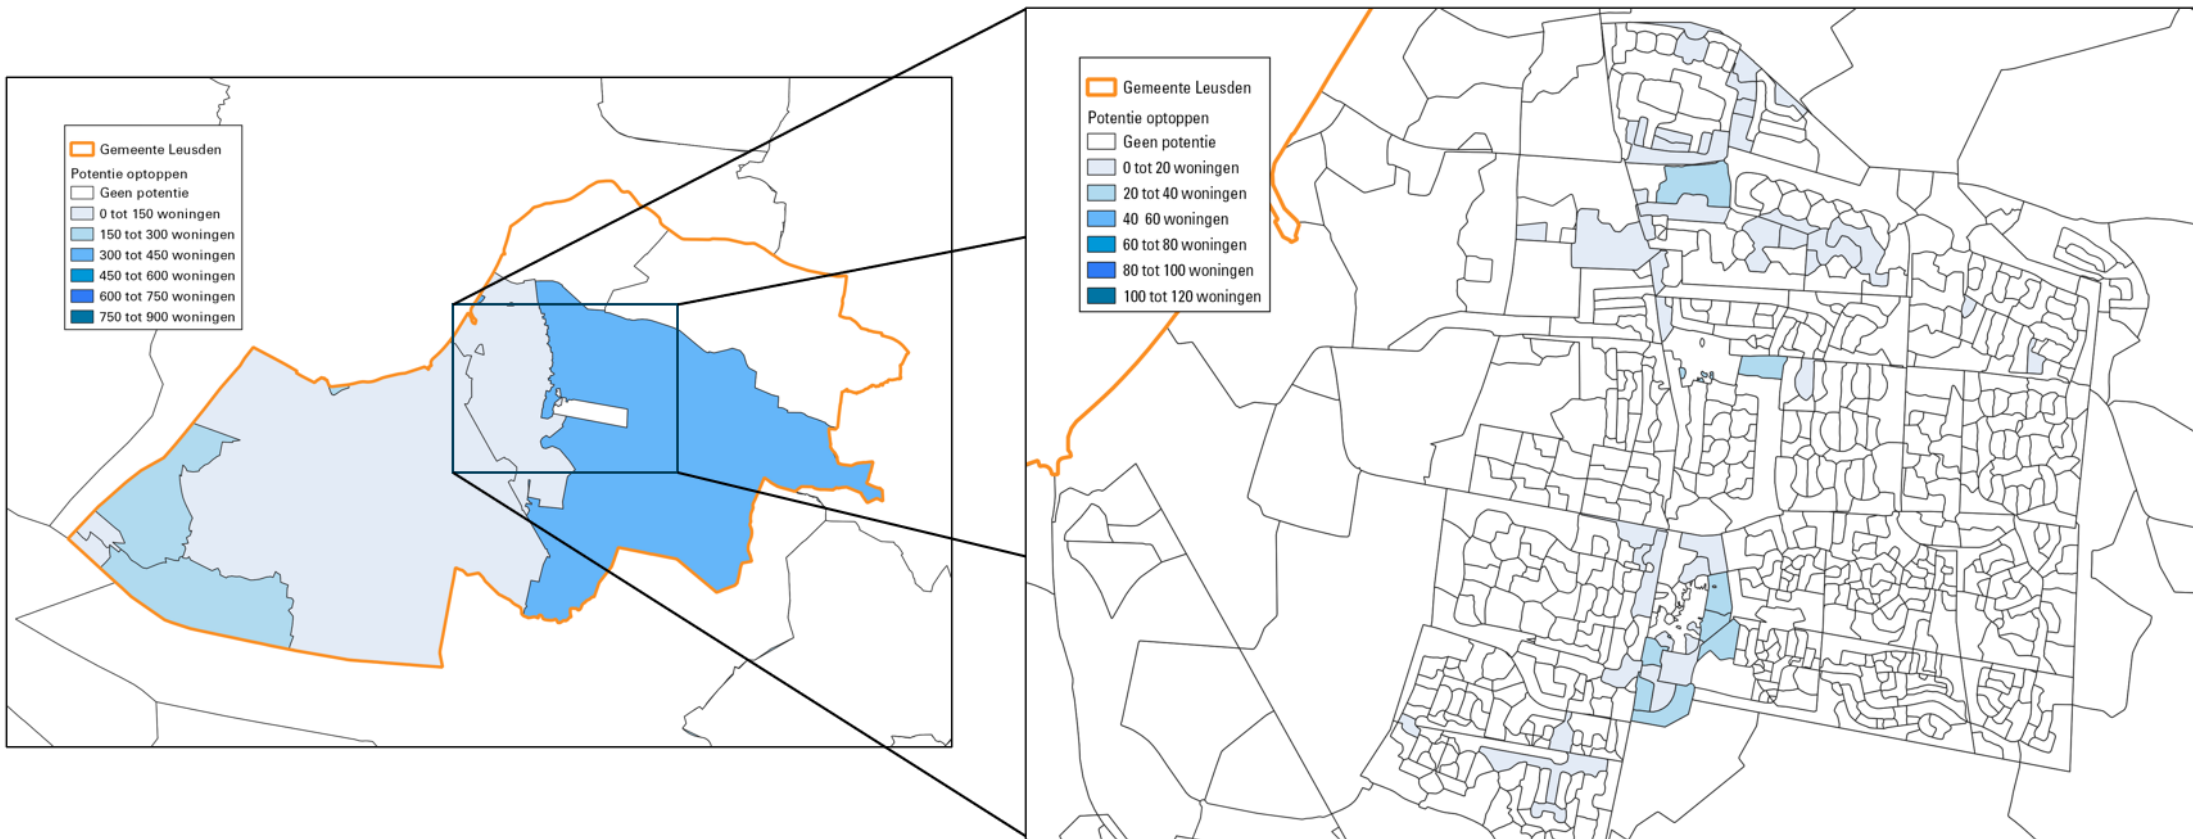 Gemeente Leusden
Potentie optoppen
Geen potentie
0 tot 150 woningen
150 tot 300 woningen
300 tot 450 woningen
450 tot 600 woningen
600 tot 750 woningen
750 tot 900 woningen
Gemeente Leusden
Potentie optoppen
Geen potentie
0 tot 20 woningen
20 tot 40 woningen
40 60 woningen
60 tot 80 woningen
80 tot 100 woningen
100 tot 120 woningen